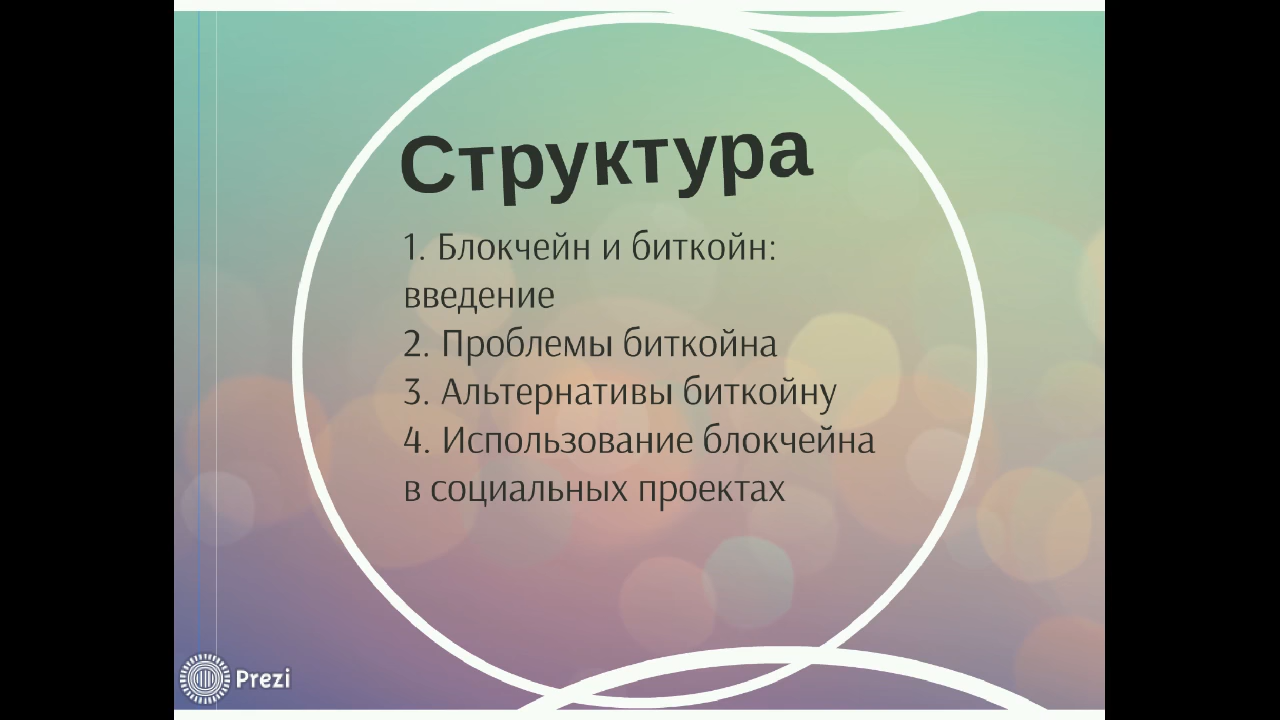 Структура
1. Блокчейн и биткойн:
введение
2. Проблемы биткойна
3. Альтернативы биткойну
4. Использование блокчейна
в социальных проектах
Prezi